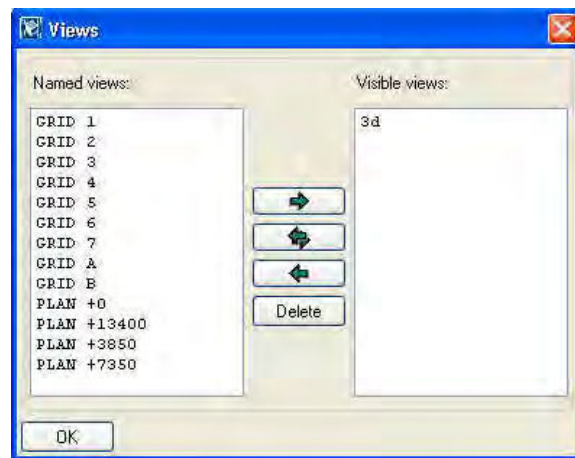 Views
Named views:
Visible views:
GRID 1
GRID 2
GRID 3
GRID 4
GRID 5
GRID 6
GRID 7
GRID A
GRID B
PLAN +0
PLAN +13400
PLAN +3850
PLAN +7350
3d
Delete
OK